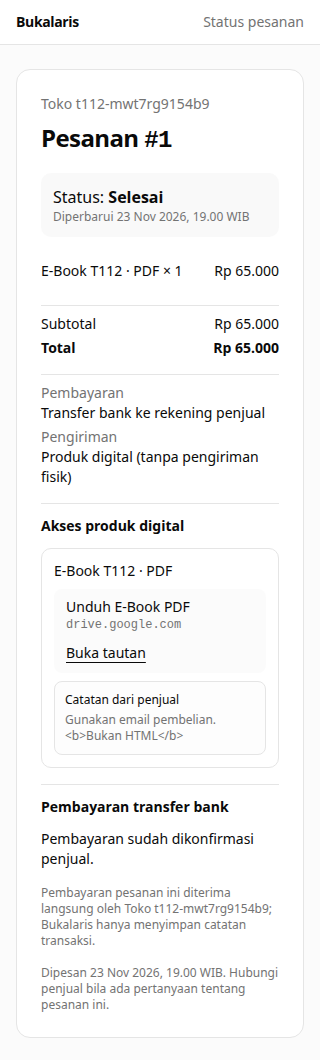 Bukalaris
Status pesanan
Toko t112-mwt7rg9154b9
Pesanan #1
Status: Selesai
Diperbarui 23 Nov 2026, 19.00 WIB
E-Book T112 · PDF × 1
Rp 65.000
Subtotal
Rp 65.000
Total
Rp 65.000
Pembayaran
Transfer bank ke rekening penjual
Pengiriman
Produk digital (tanpa pengiriman
fisik)
Akses produk digital
E-Book T112 · PDF
Unduh E-Book PDF
drive.google.com
Buka tautan
Catatan dari penjual
Gunakan email pembelian.
<b>Bukan HTML</b>
Pembayaran transfer bank
Pembayaran sudah dikonfirmasi
penjual.
Pembayaran pesanan ini diterima
langsung oleh Toko t112-mwt7rg9154b9;
Bukalaris hanya menyimpan catatan
transaksi.
Dipesan 23 Nov 2026, 19.00 WIB. Hubungi
penjual bila ada pertanyaan tentang
pesanan ini.